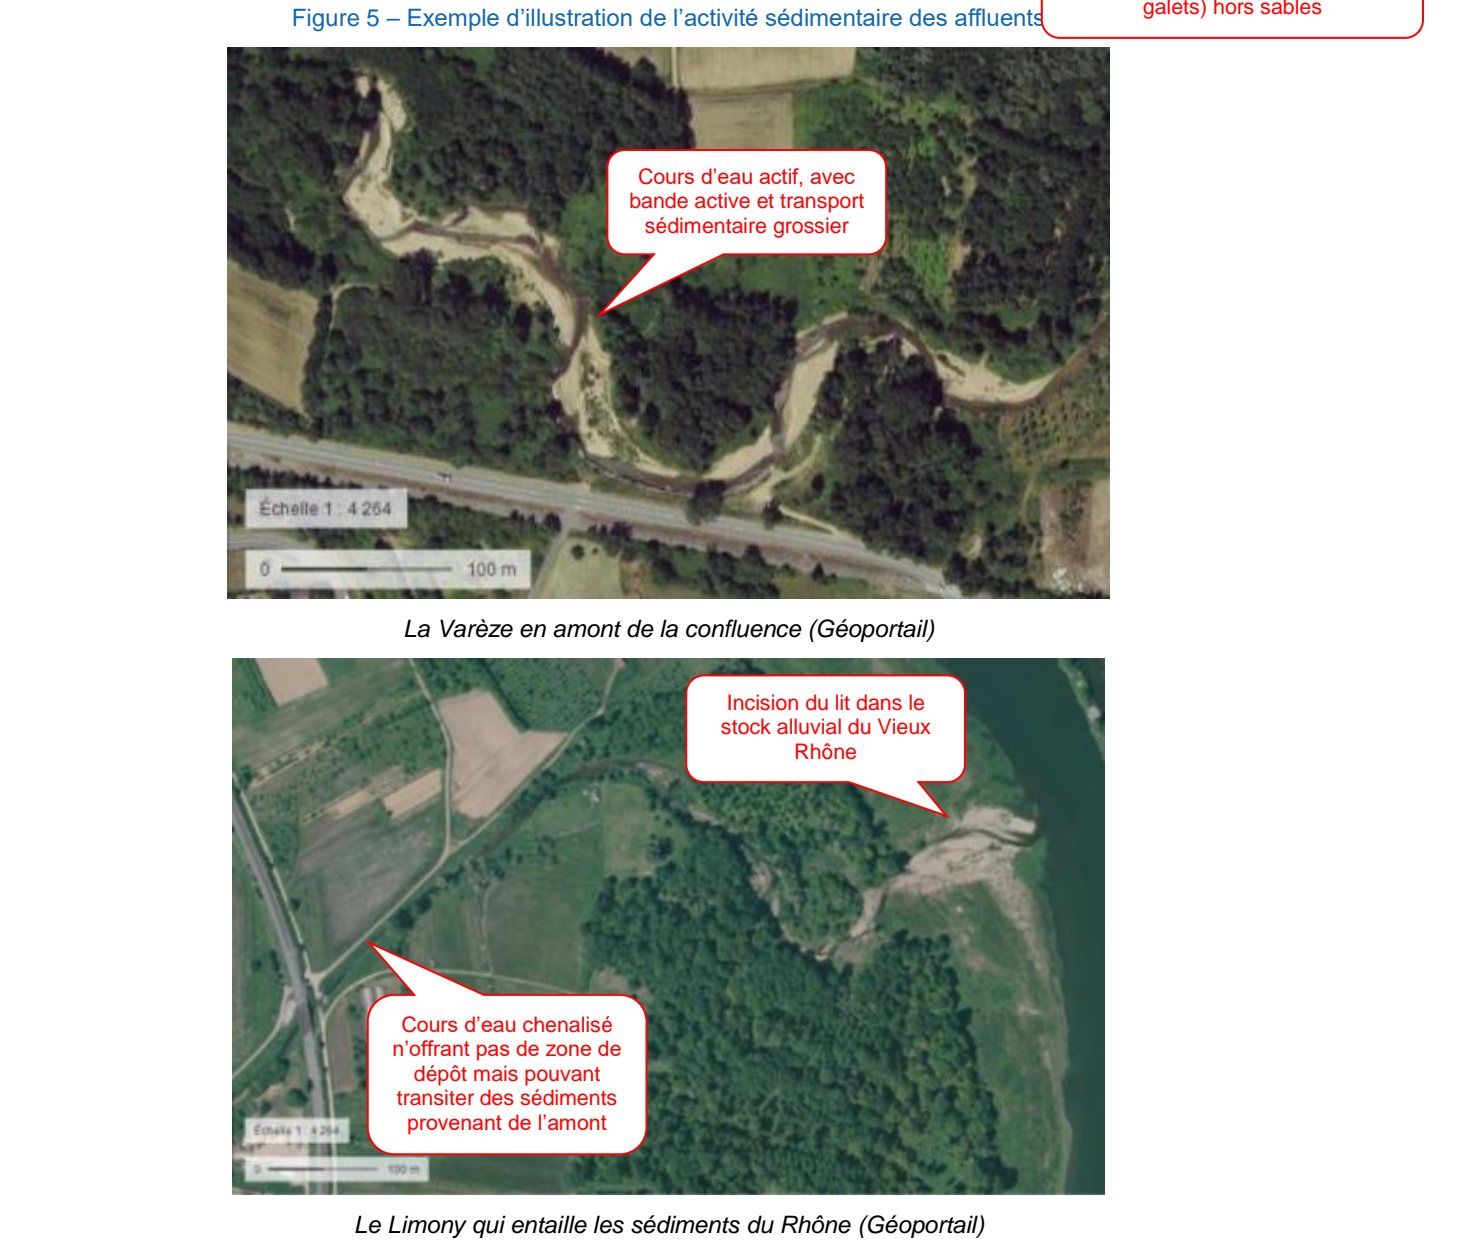 galets) hors sables
Figure 5 – Exemple d'illustration de l'activité sédimentaire des affluents
Cours d'eau actif, avec
bande active et transport
sédimentaire grossier
Échelle 1 : 4 264
0 100 m
La Varèze en amont de la confluence (Géoportail)
Incision du lit dans le
stock alluvial du Vieux
Rhône
Cours d'eau chenalisé
n'offrant pas de zone de
dépôt mais pouvant
transiter des sédiments
provenant de l'amont
Échelle 1 : 4 264
0 100 m
Le Limony qui entaille les sédiments du Rhône (Géoportail)